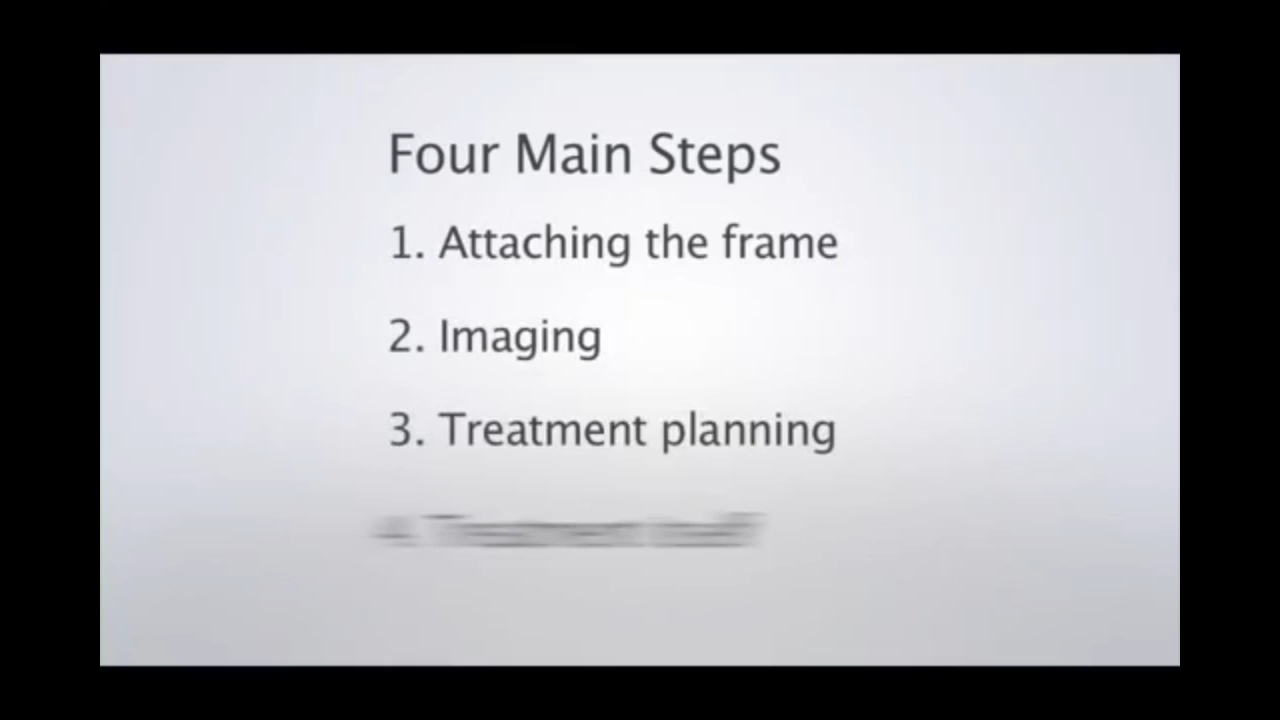 Four Main Steps
1. Attaching the frame
2. Imaging
3. Treatment planning